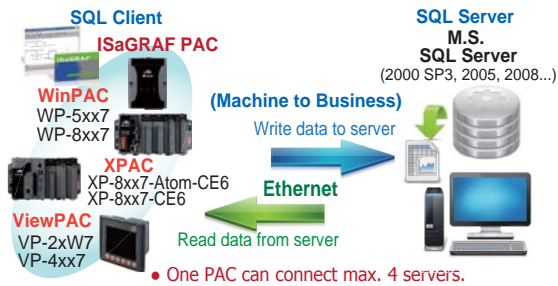 SQL Client
ISaGRAF PAC
WinPAC
WP-5xx7
WP-8xx7
XPAC
XP-8xx7-Atom-CE6
XP-8xx7-CE6
ViewPAC
VP-2xW7
VP-4xx7
(Machine to Business)
Write data to server
Ethernet
Read data from server
SQL Server
M.S.
SQL Server
(2000 SP3, 2005, 2008...)
• One PAC can connect max. 4 servers.